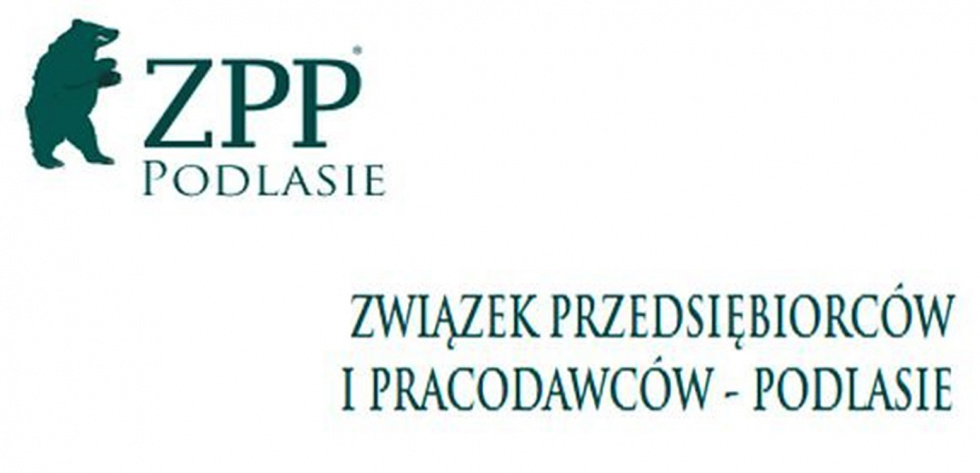 ZPP®
PODLASIE
ZWIĄZEK PRZEDSIĘBIORCÓW
I PRACODAWCÓW - PODLASIE